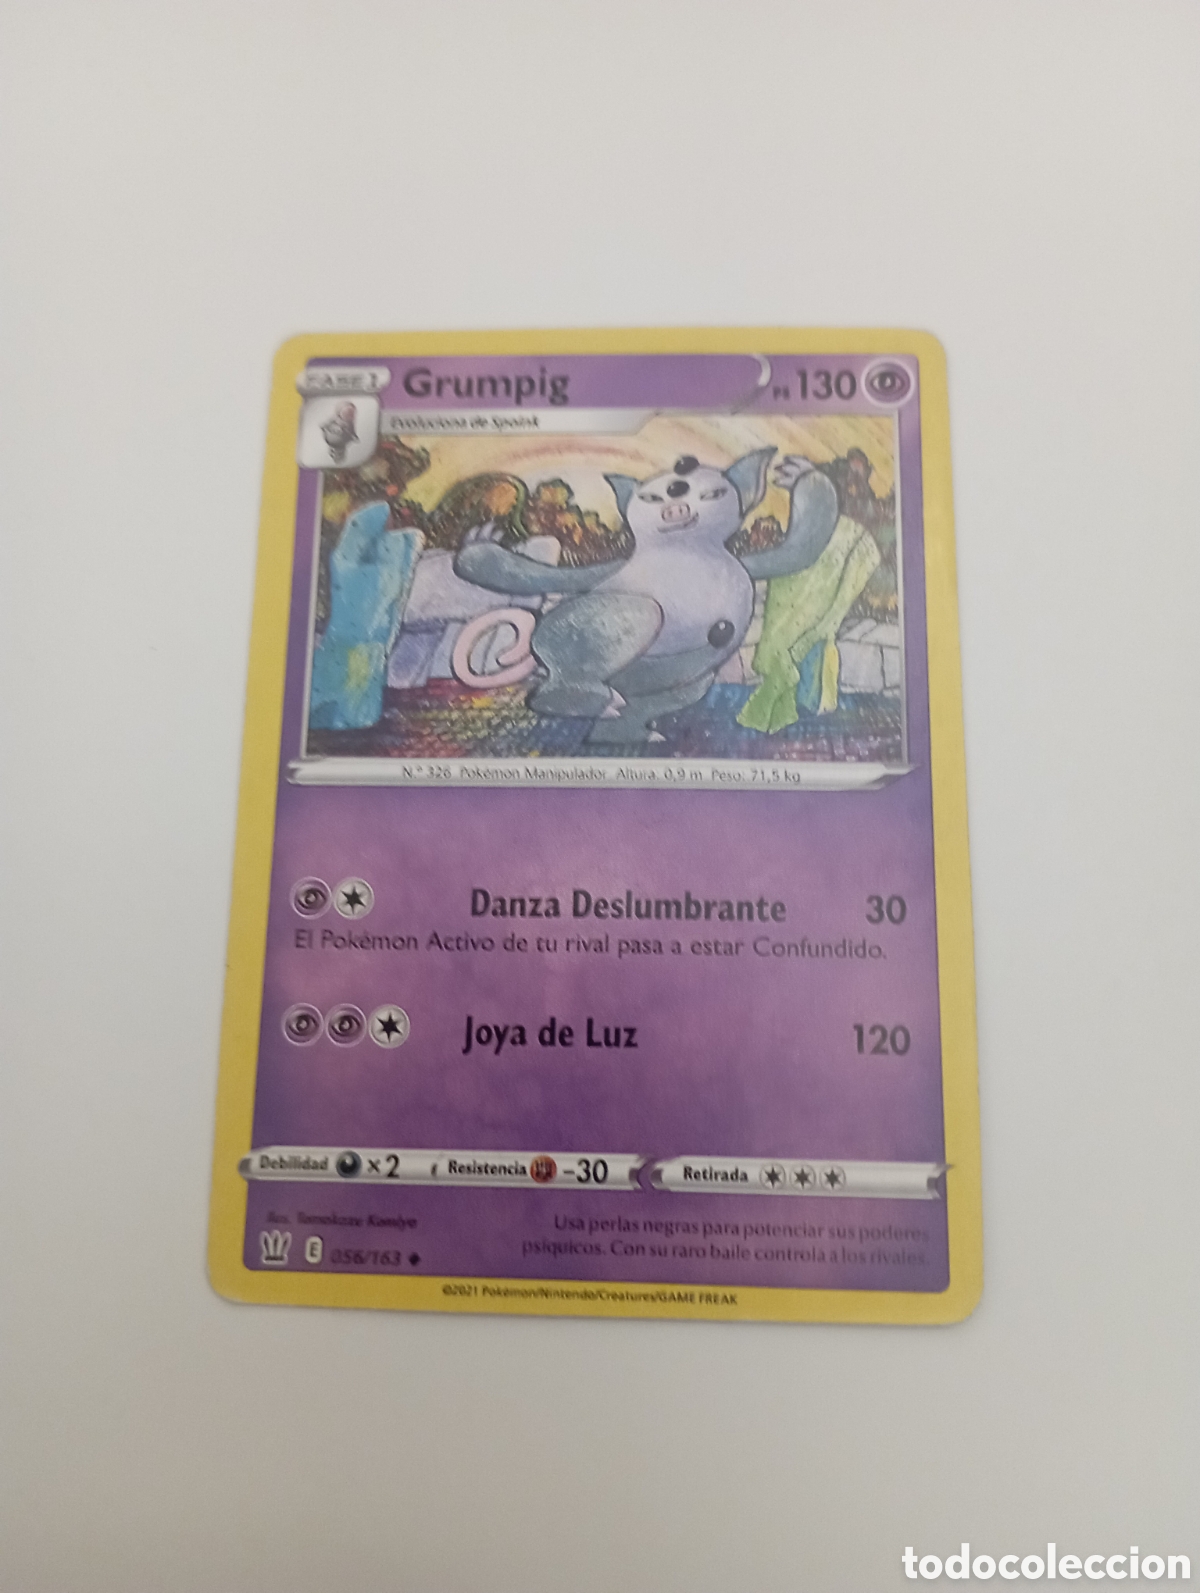 FASE 1 Grumpig PS 130
Evoluciona de Spoink
N.º 326 Pokémon Manipulador Altura: 0,9 m Peso: 71,5 kg
Danza Deslumbrante 30
El Pokémon Activo de tu rival pasa a estar Confundido.
Joya de Luz 120
Debilidad ×2 Resistencia -30 Retirada
Ilus. Tomokazu Komiya
Usa perlas negras para potenciar sus poderes
psíquicos. Con su raro baile controla a los rivales.
E 056/163
©2021 Pokémon/Nintendo/Creatures/GAME FREAK
todocoleccion